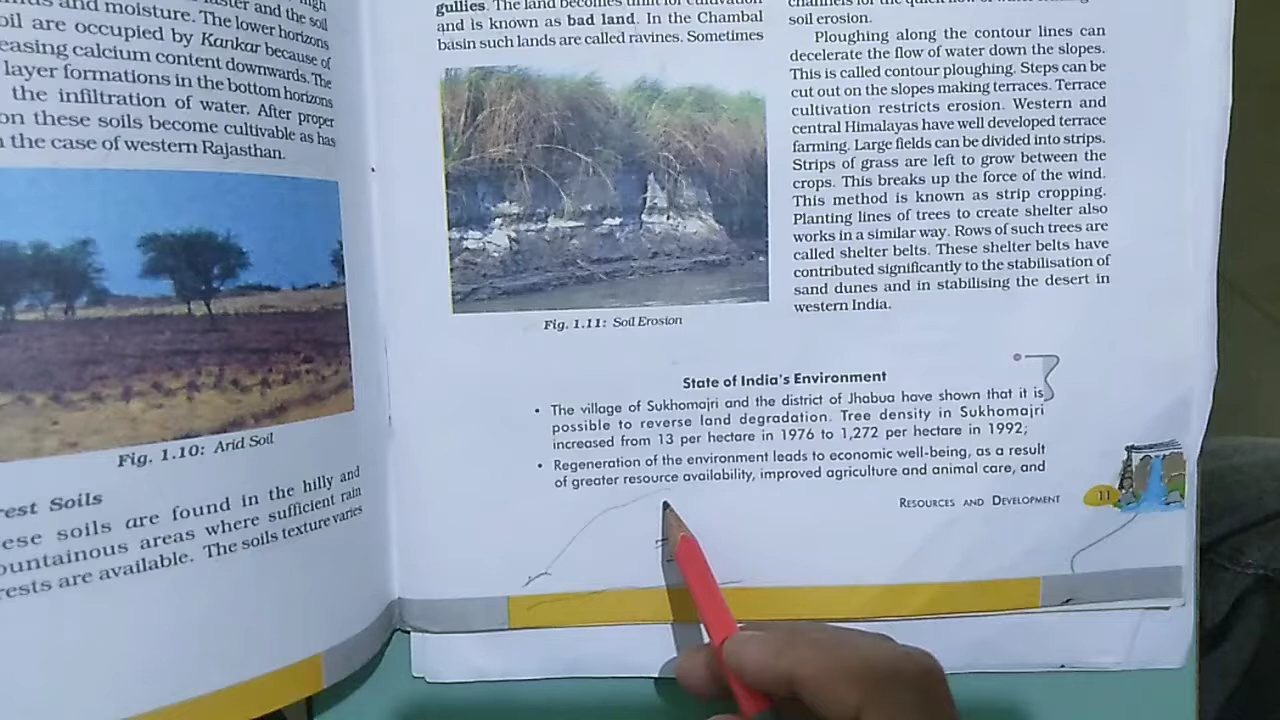 and moisture. The lower horizons
are occupied by Kankar because of
calcium content downwards. The
layer formations in the bottom horizons
the infiltration of water. After proper
on these soils become cultivable as has
the case of western Rajasthan.
Fig. 1.10: Arid Soil
Soils
soils are found in the hilly and
areas where sufficient rain
are available. The soils texture varies
gullies. The land becomes unfit for cultivation
and is known as bad land. In the Chambal
basin such lands are called ravines. Sometimes
Fig. 1.11: Soil Erosion
soil erosion.
Ploughing along the contour lines can
decelerate the flow of water down the slopes.
This is called contour ploughing. Steps can be
cut out on the slopes making terraces. Terrace
cultivation restricts erosion. Western and
central Himalayas have well developed terrace
farming. Large fields can be divided into strips.
Strips of grass are left to grow between the
crops. This breaks up the force of the wind.
This method is known as strip cropping.
Planting lines of trees to create shelter also
works in a similar way. Rows of such trees are
called shelter belts. These shelter belts have
contributed significantly to the stabilisation of
sand dunes and in stabilising the desert in
western India.
State of India's Environment
• The village of Sukhomajri and the district of Jhabua have shown that it is
possible to reverse land degradation. Tree density in Sukhomajri
increased from 13 per hectare in 1976 to 1,272 per hectare in 1992;
• Regeneration of the environment leads to economic well-being, as a result
of greater resource availability, improved agriculture and animal care, and
RESOURCES AND DEVELOPMENT 11